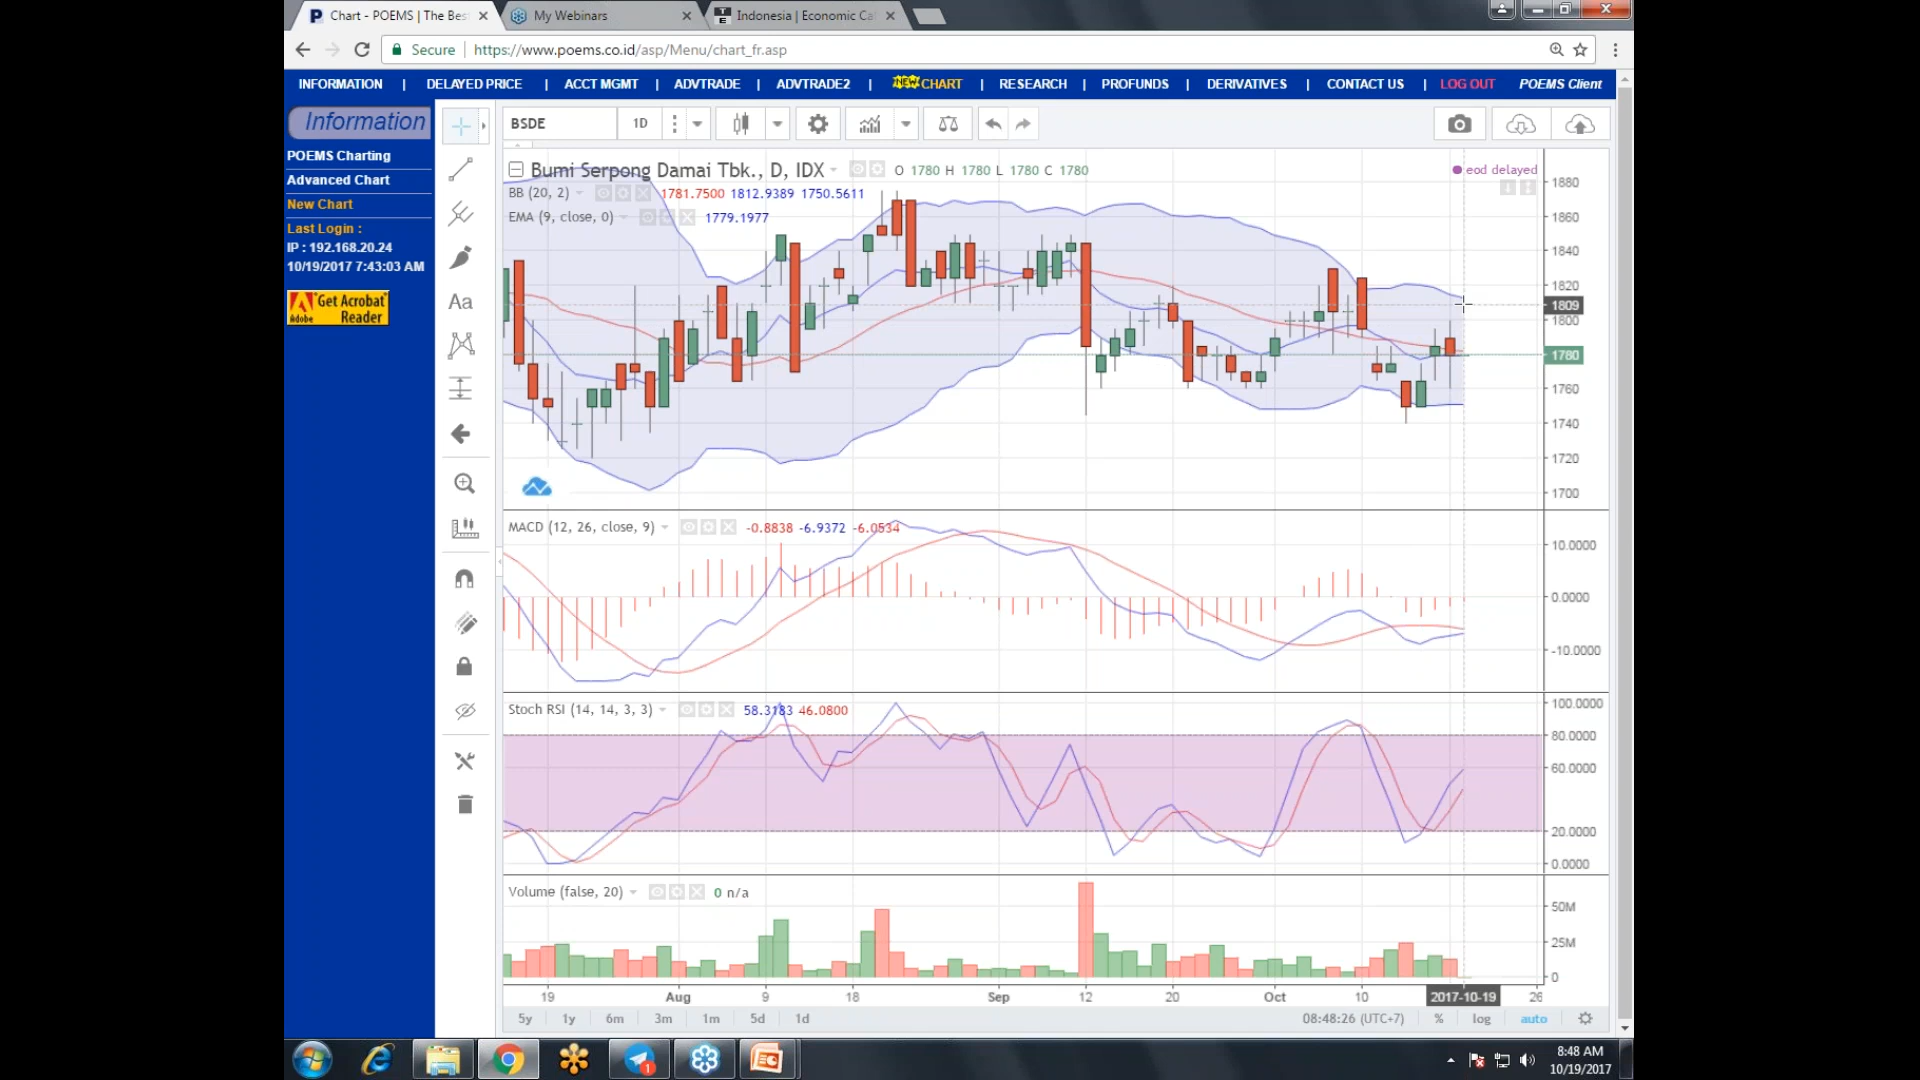 Chart - POEMS | The Bes
My Webinars
Indonesia | Economic Ca
Secure
https://www.poems.co.id/asp/Menu/chart_fr.asp
INFORMATION | DELAYED PRICE | ACCT MGMT | ADVTRADE | ADVTRADE2 | NEW CHART | RESEARCH | PROFUNDS | DERIVATIVES | CONTACT US | LOG OUT POEMS Client
Information
POEMS Charting
Advanced Chart
New Chart
Last Login :
IP : 192.168.20.24
10/19/2017 7:43:03 AM
Get Acrobat
Reader
Adobe
Aa
BSDE
1D
Bumi Serpong Damai Tbk., D, IDX
O 1780 H 1780 L 1780 C 1780
eod delayed
BB (20, 2)
1781.7500 1812.9389 1750.5611
EMA (9, close, 0)
1779.1977
1880
1860
1840
1820
1809
1800
1780
1760
1740
1720
1700
MACD (12, 26, close, 9)
-0.8838 -6.9372 -6.0534
10.0000
0.0000
-10.0000
Stoch RSI (14, 14, 3, 3)
58.3183 46.0800
100.0000
80.0000
60.0000
20.0000
0.0000
Volume (false, 20)
0 n/a
50M
25M
0
19 Aug 9 18 Sep 12 20 Oct 10 2017-10-19 26
5y 1y 6m 3m 1m 5d 1d
08:48:26 (UTC+7) % log auto
1
8:48 AM
10/19/2017